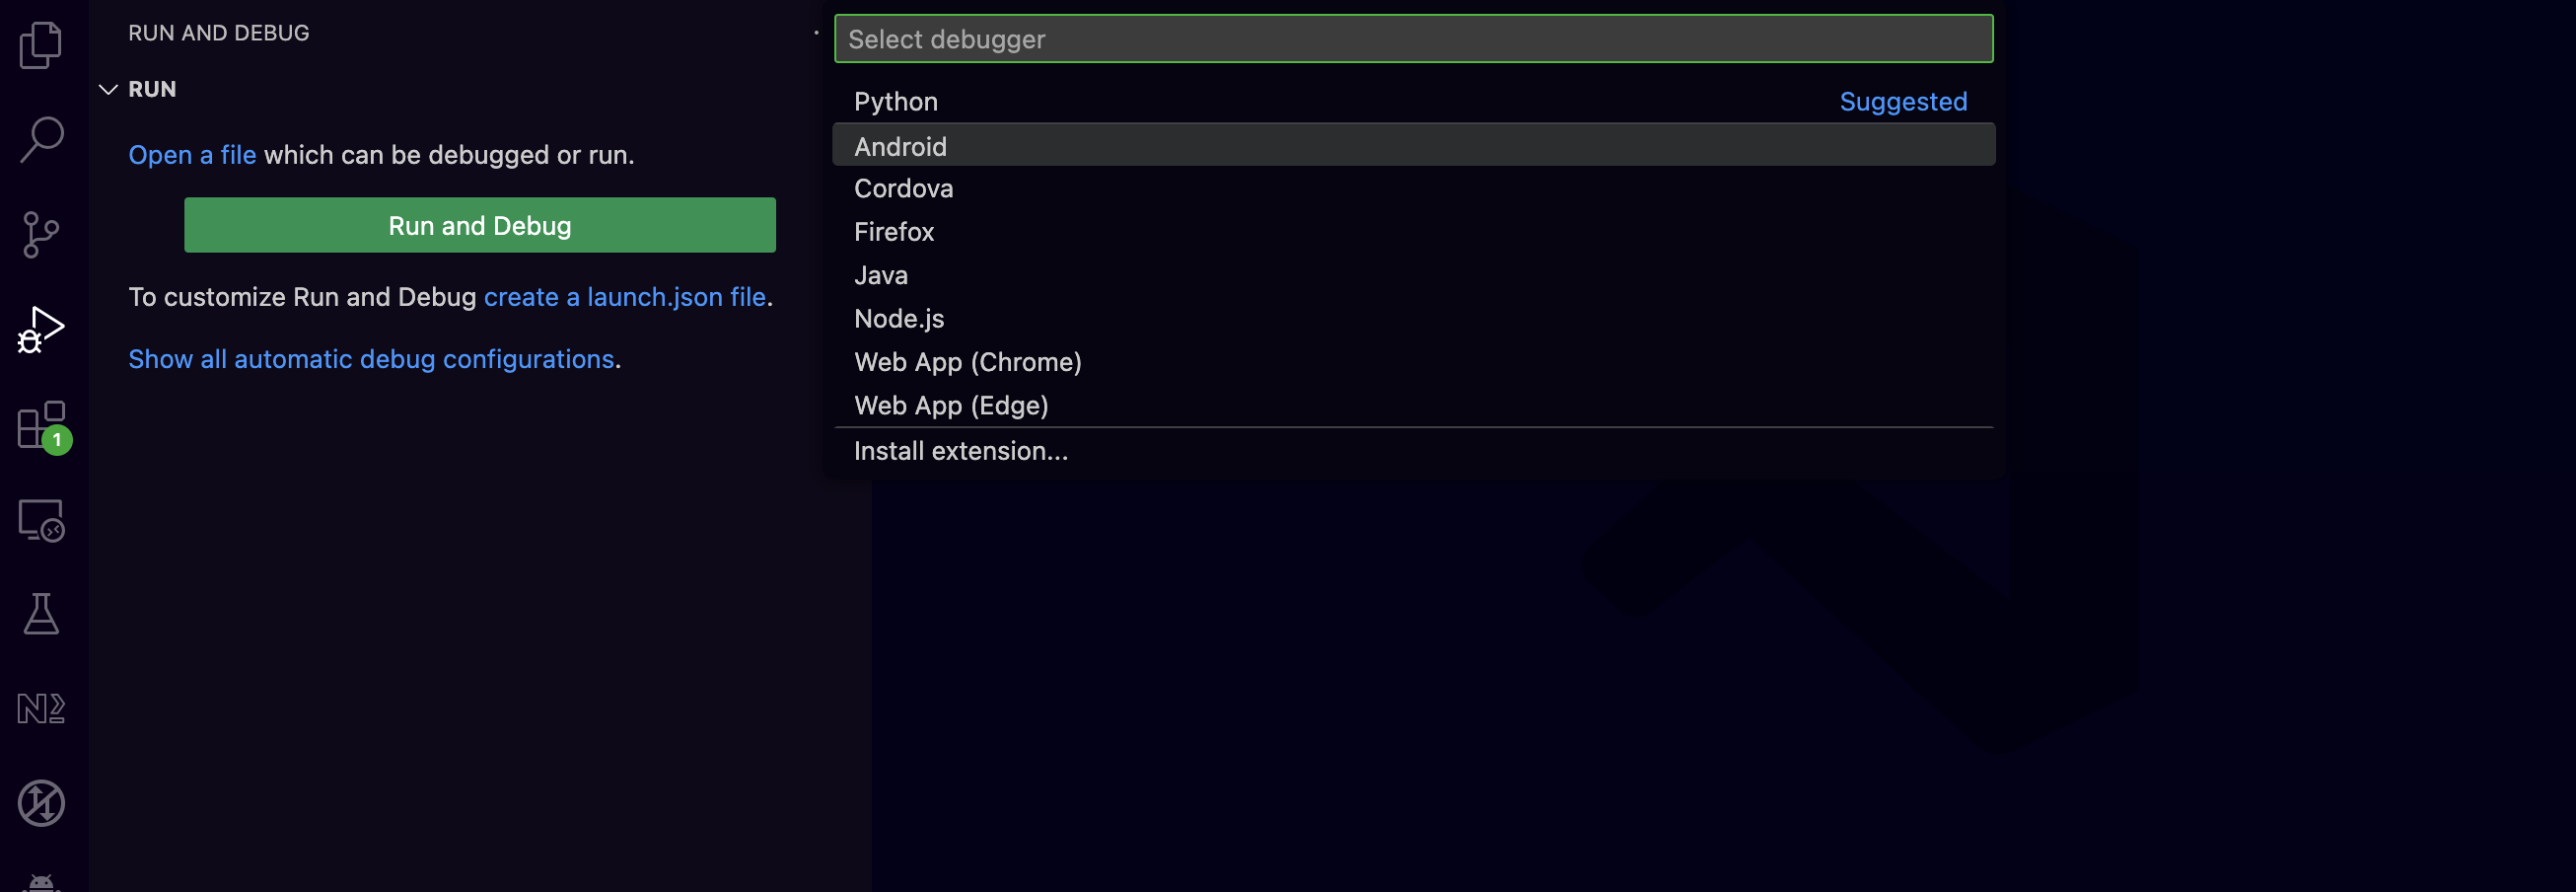 RUN AND DEBUG
RUN
Open a file which can be debugged or run.
Run and Debug
To customize Run and Debug create a launch.json file.
Show all automatic debug configurations.
1
Select debugger
Python Suggested
Android
Cordova
Firefox
Java
Node.js
Web App (Chrome)
Web App (Edge)
Install extension...